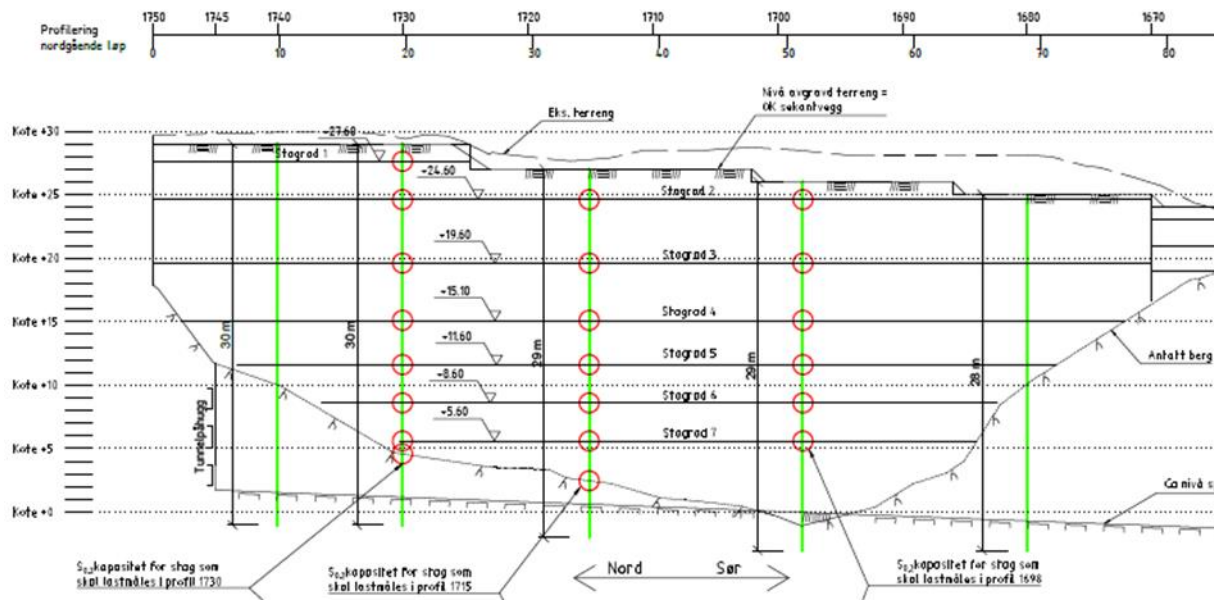 1750 1745 1740 1730 1720 1710 1700 1690 1680 1670
Profilering
nordgående løp
0 10 20 30 40 50 60 70 80
Nivå avgravd terreng =
OK sekantvegg
Eks. terreng
Kote +30
+27.60
Stagrad 1
+24.60
Kote +25
Stagrad 2
+19.60
Kote +20
Stagrad 3
+15.10
Kote +15
Stagrad 4
30 m
30 m
29 m
29 m
28 m
+11.60
Stagrad 5
Antatt berg
Kote +10
+8.60
Stagrad 6
+5.60
Stagrad 7
Kote +5
Tunnelpåhugg
Ca nivå s
Kote +0
S0,2kapasitet for stag som
skal lastmåles i profil 1730
S0,2kapasitet for stag som
skal lastmåles i profil 1715
Nord Sør
S0,2kapasitet for stag som
skal lastmåles i profil 1698